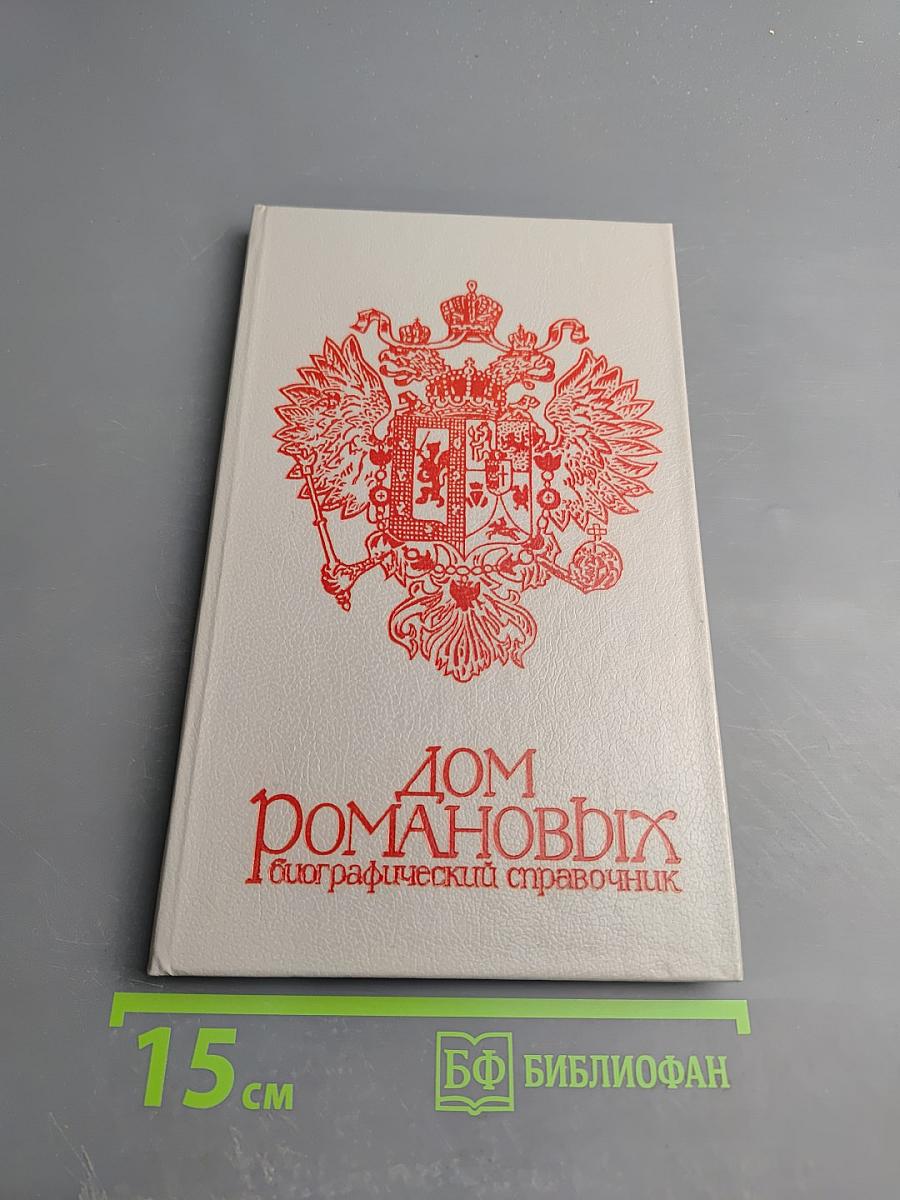 ДОМ
РОМАНОВЫХ
биографический справочник
15 см
БФ БИБЛИОФАН